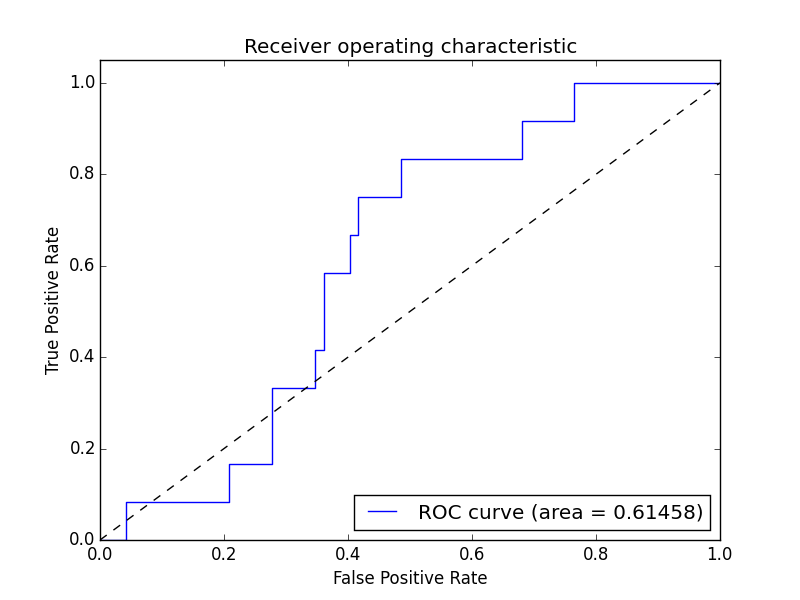 Receiver operating characteristic
True Positive Rate
1.0
0.8
0.6
0.4
0.2
0.0
ROC curve (area = 0.61458)
0.0 0.2 0.4 0.6 0.8 1.0
False Positive Rate